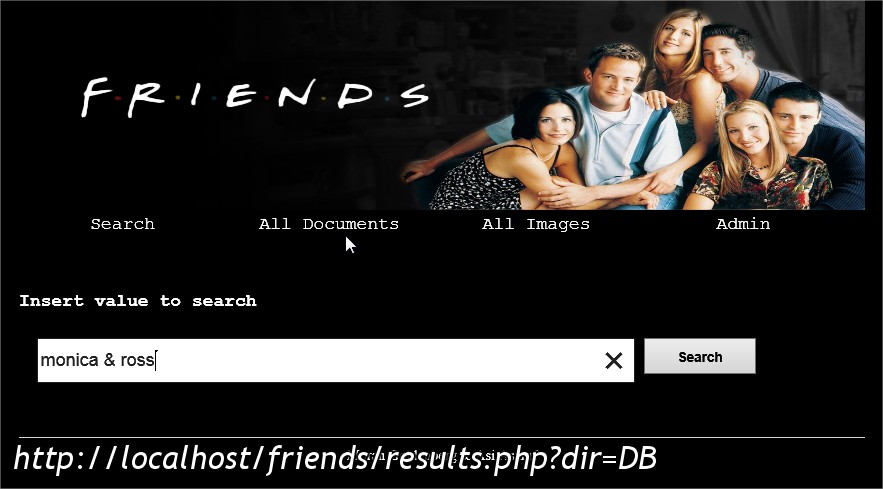 F·R·I·E·N·D·S
Search All Documents All Images Admin
Insert value to search
monica & ross
Search
http://localhost/friends/results.php?dir=DB